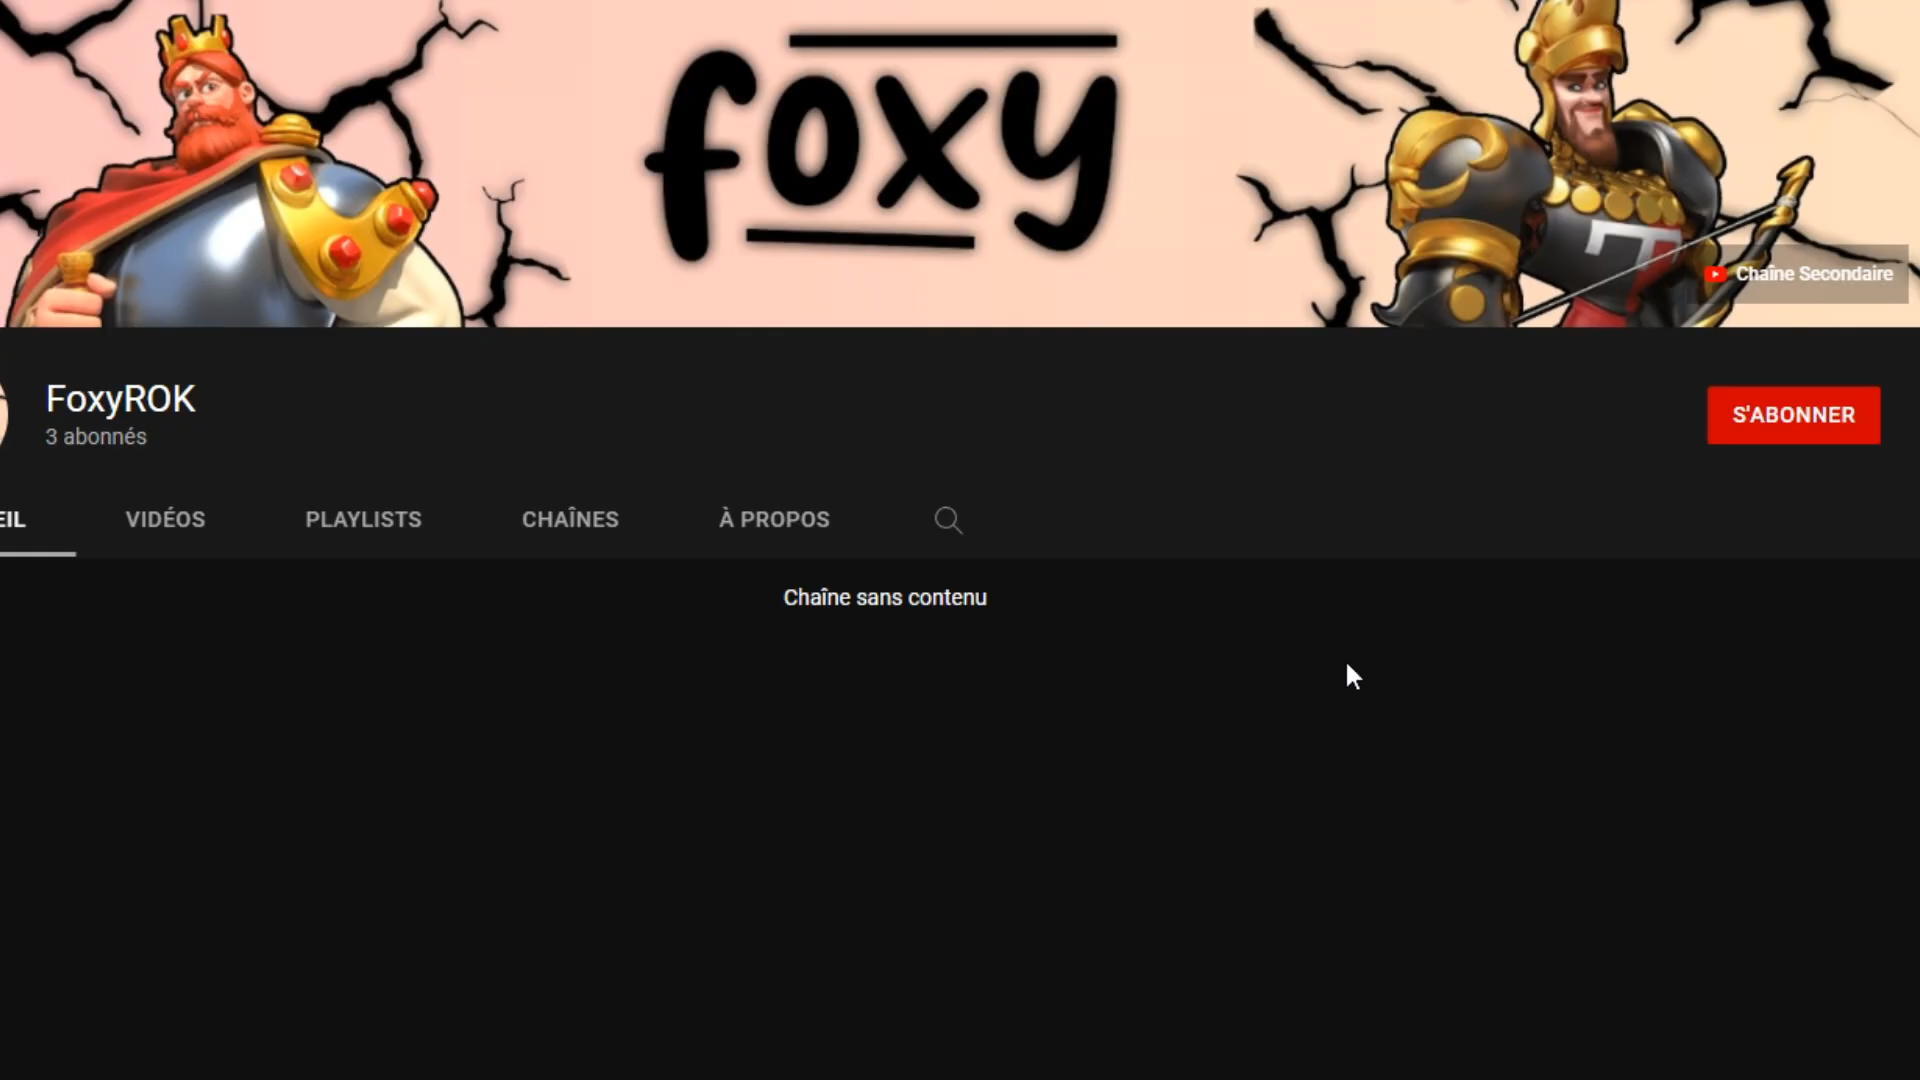 foxy
Chaîne Secondaire
FoxyROK
S'ABONNER
3 abonnés
EIL VIDÉOS PLAYLISTS CHAÎNES À PROPOS
Chaîne sans contenu